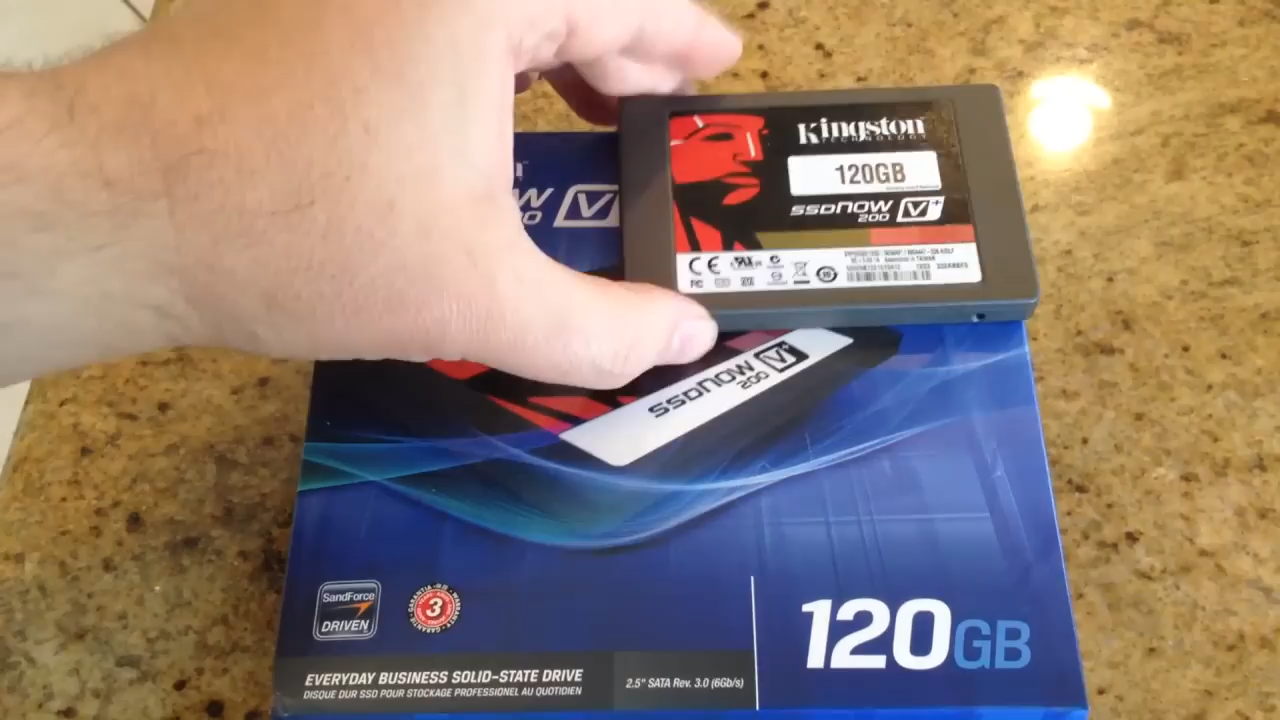 Kingston
TECHNOLOGY
120GB
SSDNOW
200 V+
W
V
SSDNOW
200 V+
SandForce
DRIVEN
3
EVERYDAY BUSINESS SOLID-STATE DRIVE
DISQUE DUR SSD POUR STOCKAGE PROFESSIONEL AU QUOTIDIEN
2.5" SATA Rev. 3.0 (6Gb/s)
120GB